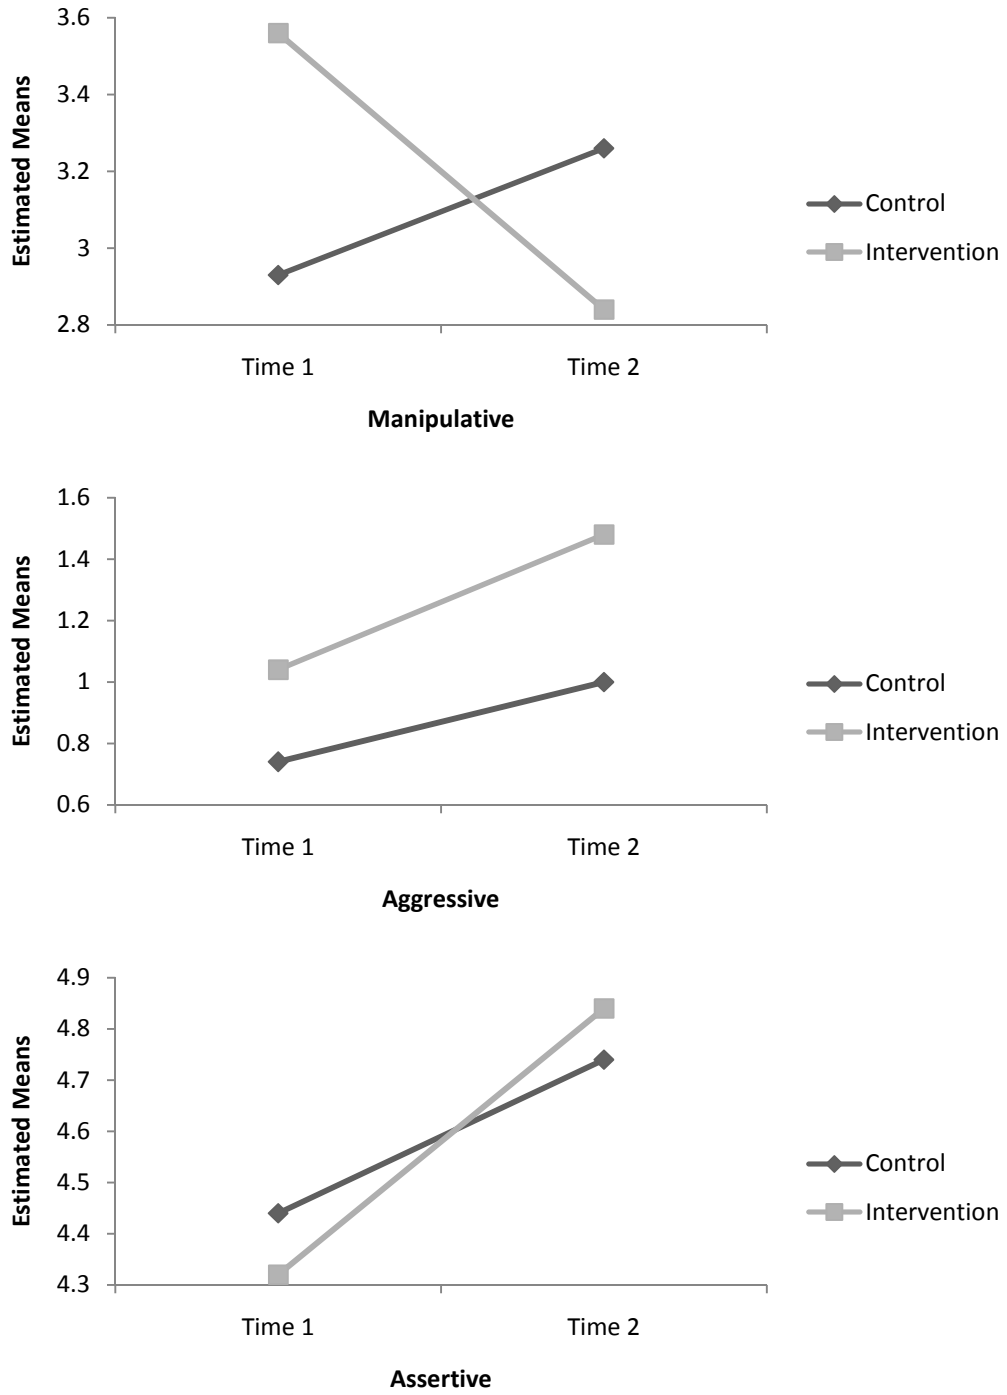 Estimated Means
3.6
3.4
3.2
3
2.8
Time 1
Time 2
Manipulative
Control
Intervention
Estimated Means
1.6
1.4
1.2
1
0.8
0.6
Time 1
Time 2
Aggressive
Control
Intervention
Estimated Means
4.9
4.8
4.7
4.6
4.5
4.4
4.3
Time 1
Time 2
Assertive
Control
Intervention